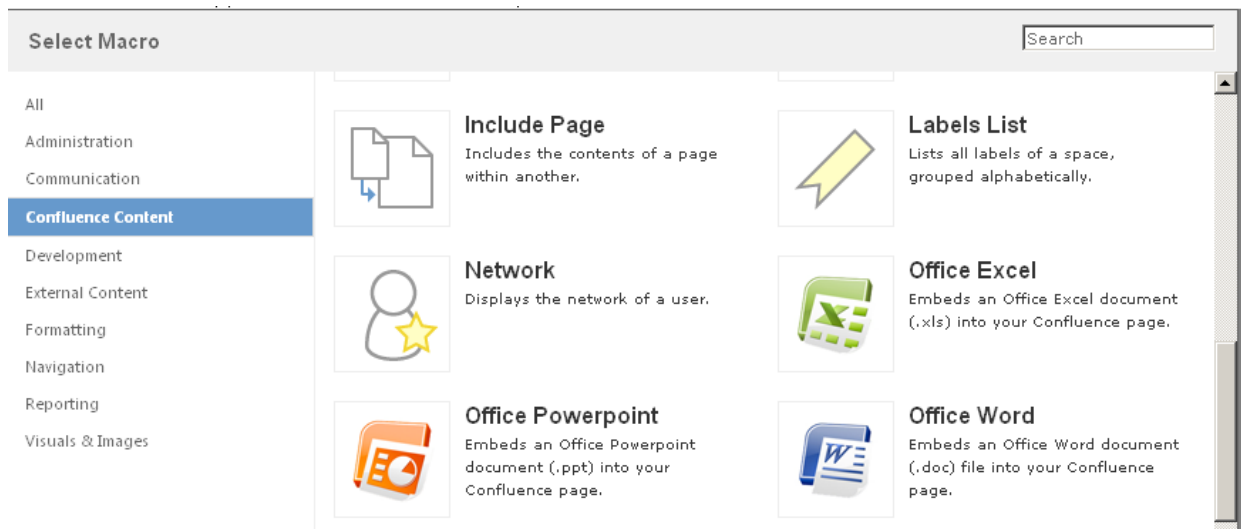 Select Macro
Search
All
Administration
Communication
Confluence Content
Development
External Content
Formatting
Navigation
Reporting
Visuals & Images
Include Page
Includes the contents of a page
within another.
Labels List
Lists all labels of a space,
grouped alphabetically.
Network
Displays the network of a user.
Office Excel
Embeds an Office Excel document
(.xls) into your Confluence page.
Office Powerpoint
Embeds an Office Powerpoint
document (.ppt) into your
Confluence page.
Office Word
Embeds an Office Word document
(.doc) file into your Confluence
page.